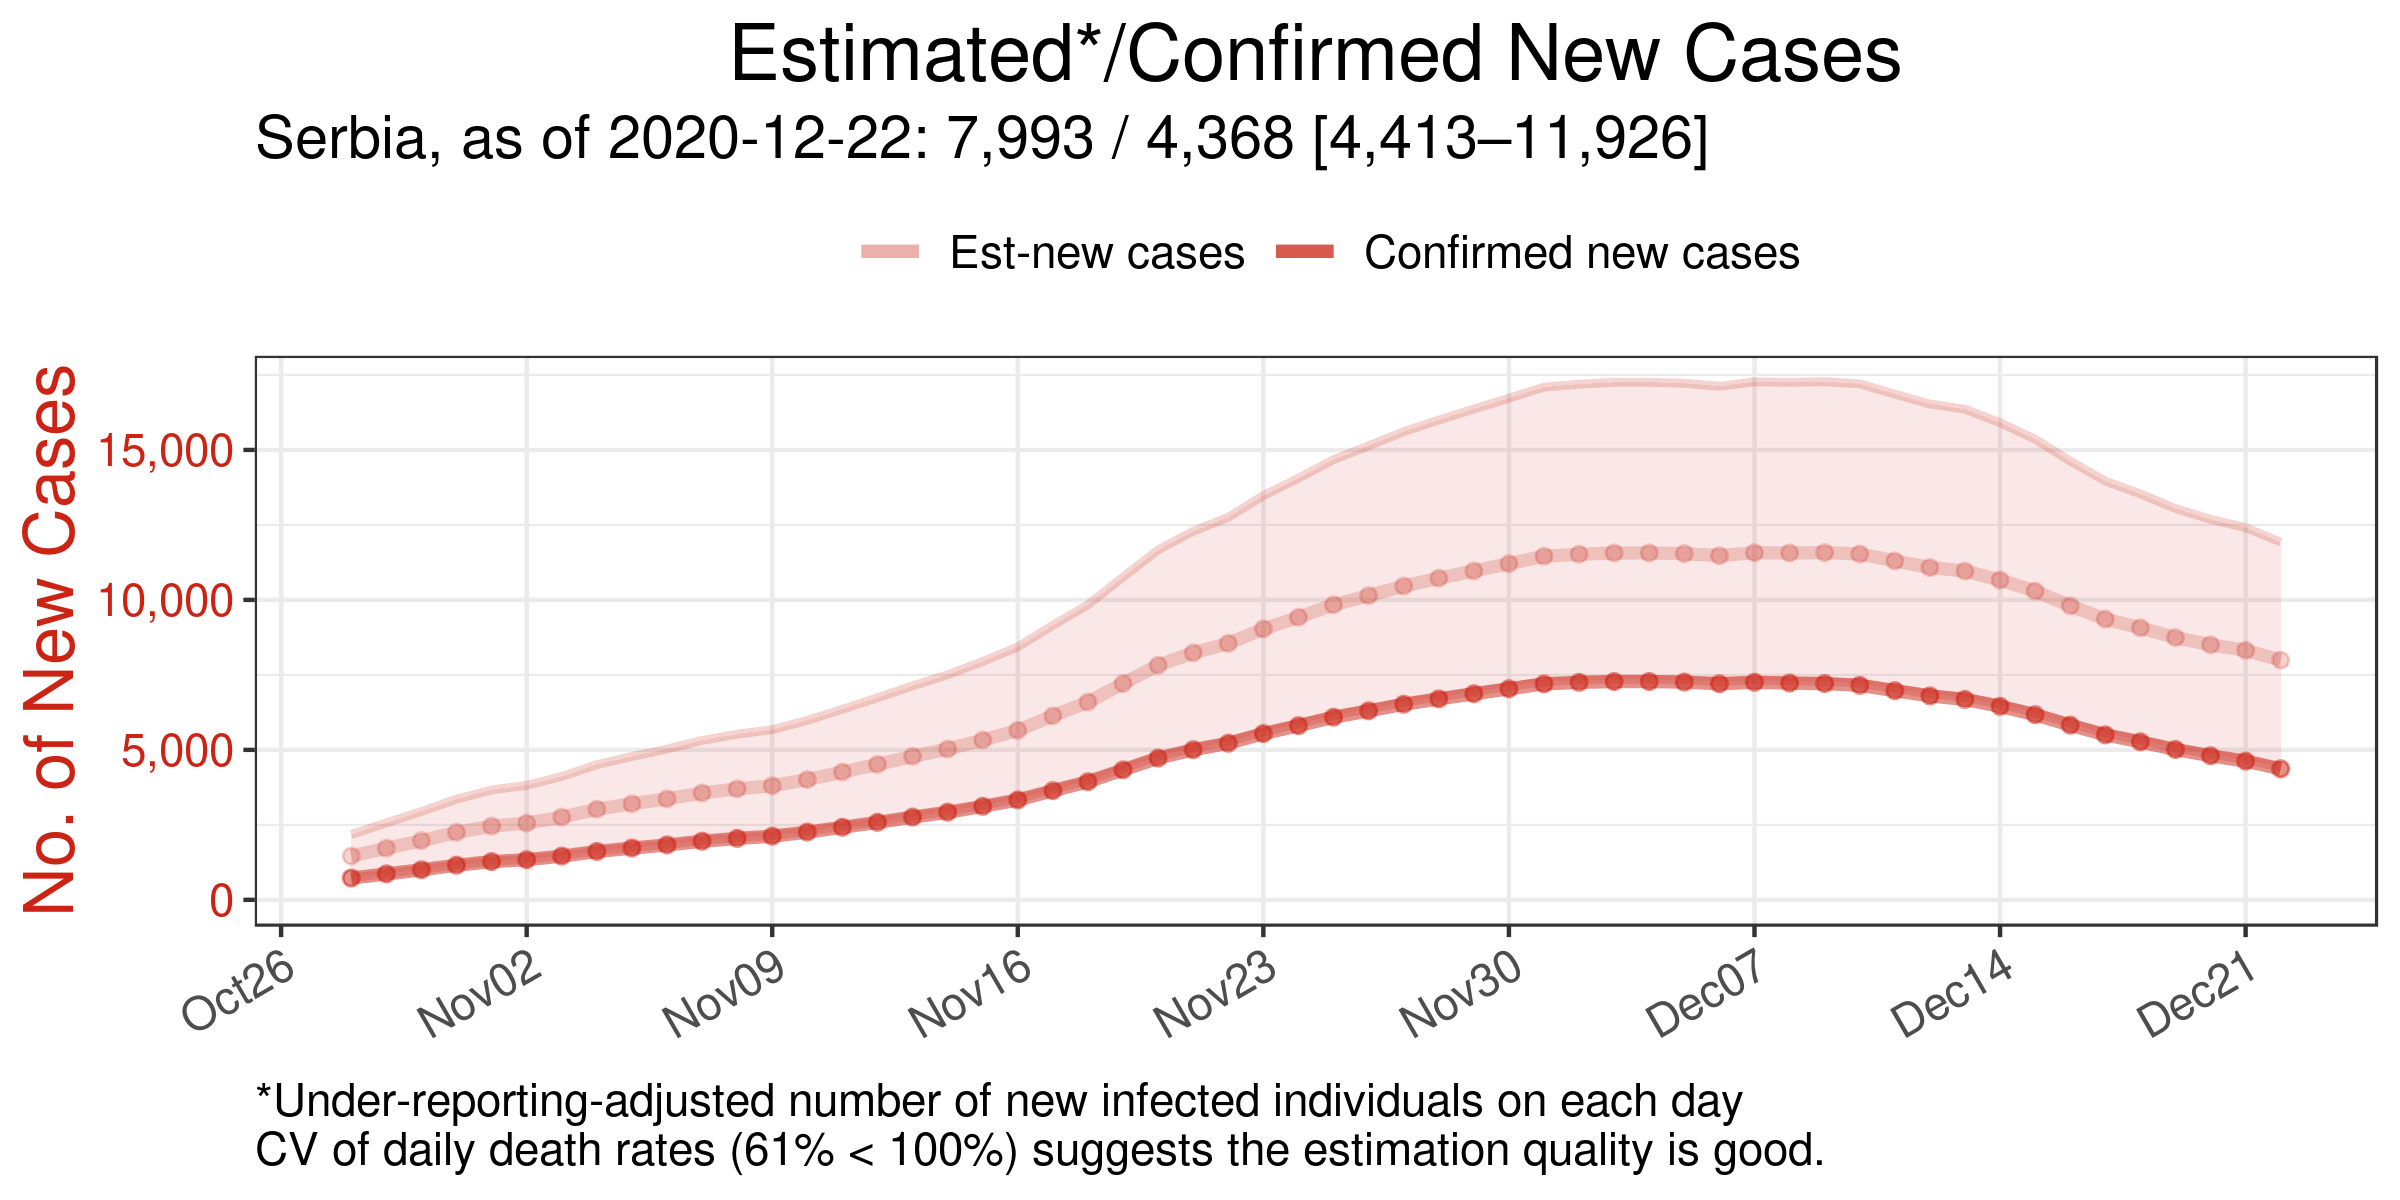 Estimated*/Confirmed New Cases
Serbia, as of 2020-12-22: 7,993 / 4,368 [4,413–11,926]
Est-new cases
Confirmed new cases
No. of New Cases
15,000
10,000
5,000
0
Oct26
Nov02
Nov09
Nov16
Nov23
Nov30
Dec07
Dec14
Dec21
*Under-reporting-adjusted number of new infected individuals on each day
CV of daily death rates (61% < 100%) suggests the estimation quality is good.